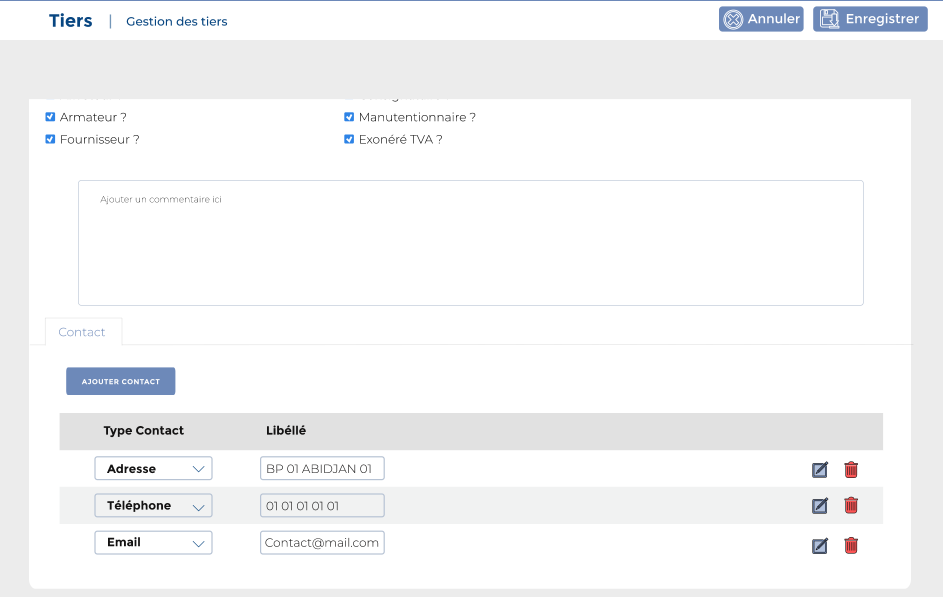 Tiers | Gestion des tiers Annuler Enregistrer
Armateur ? Manutentionnaire ?
Fournisseur ? Exonéré TVA ?
Ajouter un commentaire ici
Contact
AJOUTER CONTACT
Type Contact Libéllé
Adresse BP 01 ABIDJAN 01
Téléphone 01 01 01 01 01
Email Contact@mail.com